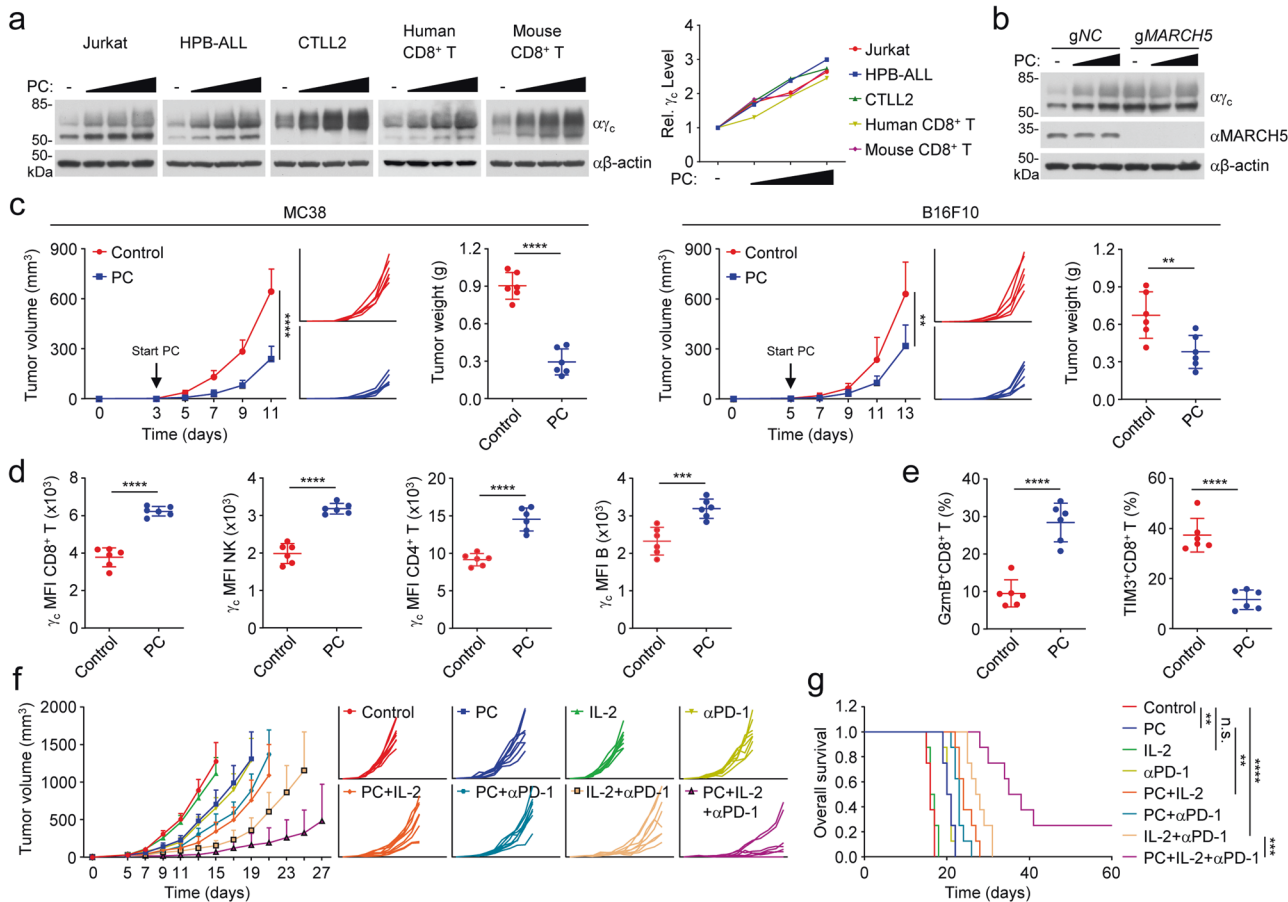 a
Jurkat HPB-ALL CTLL2 Human CD8⁺ T Mouse CD8⁺ T
PC: - - - - -
85-
50-
50-
kDa
αγc
αβ-actin
Rel. γc Level
4
3
2
1
0
PC: -
Jurkat
HPB-ALL
CTLL2
Human CD8⁺ T
Mouse CD8⁺ T
b
gNC gMARCH5
PC: - -
85-
50-
35-
25-
50-
kDa
αγc
αMARCH5
αβ-actin
c
MC38
Tumor volume (mm³)
900
600
300
0
Control
PC
Start PC
****
0 3 5 7 9 11
Time (days)
Tumor weight (g)
1.2
0.9
0.6
0.3
0.0
****
Control PC
B16F10
Tumor volume (mm³)
900
600
300
0
Control
PC
Start PC
**
0 5 7 9 11 13
Time (days)
Tumor weight (g)
1.2
0.9
0.6
0.3
0.0
**
Control PC
d
γc MFI CD8⁺ T (x10³)
8
6
4
2
0
****
Control PC
γc MFI NK (x10³)
4
3
2
1
0
****
Control PC
γc MFI CD4⁺ T (x10³)
20
15
10
5
0
****
Control PC
γc MFI B (x10³)
4
3
2
1
0
***
Control PC
e
GzmB⁺CD8⁺ T (%)
40
30
20
10
0
****
Control PC
TIM3⁺CD8⁺ T (%)
60
40
20
0
****
Control PC
f
Tumor volume (mm³)
2000
1500
1000
500
0
0 5 7 9 11 15 19 23 27
Time (days)
Control PC IL-2 αPD-1
PC+IL-2 PC+αPD-1 IL-2+αPD-1 PC+IL-2
+αPD-1
g
Overall survival
1.2
1.0
0.8
0.6
0.4
0.2
0.0
0 20 40 60
Time (days)
Control
PC
IL-2
αPD-1
PC+IL-2
PC+αPD-1
IL-2+αPD-1
PC+IL-2+αPD-1
**
n.s.
**
****
***